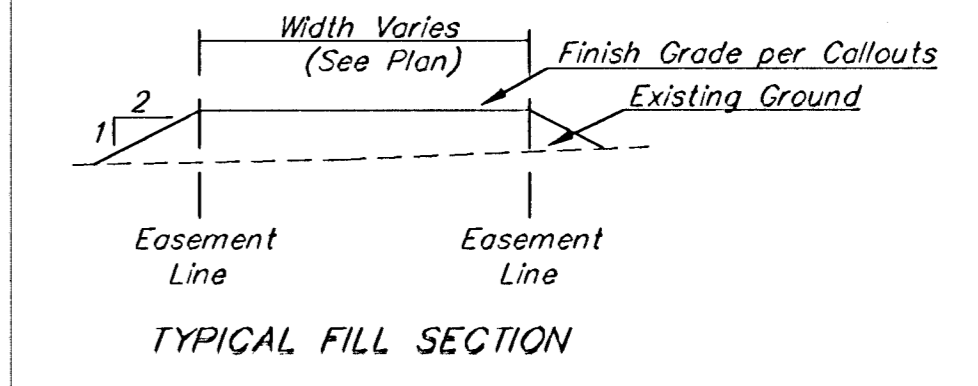 Width Varies
(See Plan)
Finish Grade per Callouts
Existing Ground
2
1
Easement
Line
Easement
Line
TYPICAL FILL SECTION